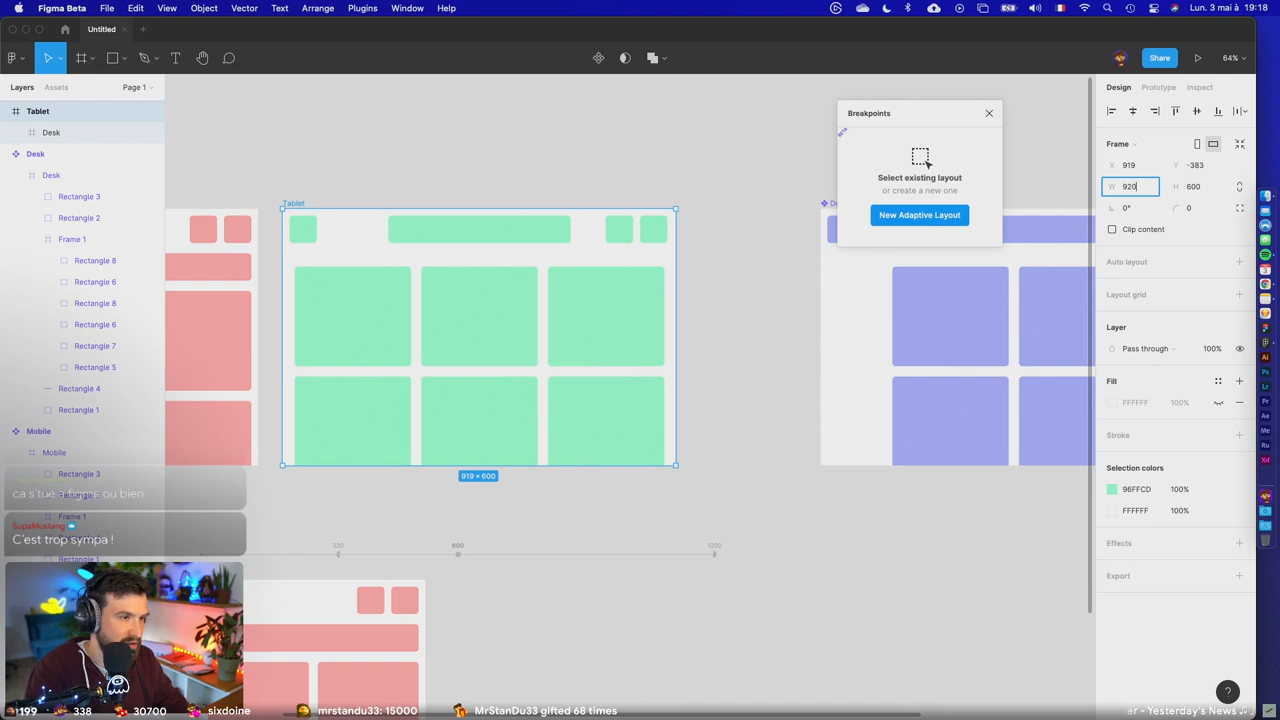 Figma Beta File Edit View Object Vector Text Arrange Plugins Window Help
Lun. 3 mai à 19:18
Untitled
Share
64%
Layers Assets Page 1
Design Prototype Inspect
Tablet
Desk
Desk
Desk
Rectangle 3
Rectangle 2
Frame 1
Rectangle 8
Rectangle 6
Rectangle 8
Rectangle 6
Rectangle 7
Rectangle 5
Rectangle 4
Rectangle 1
Mobile
Mobile
Rectangle 3
ca s tue a figma ou bien
Frame 1
SupaMustang
C'est trop sympa !
Rectangle 1
Tablet
919 × 600
320
600
1290
Breakpoints
BETA
Select existing layout
or create a new one
New Adaptive Layout
Frame
X 919 Y -383
W 920 H 600
0° 0
Clip content
Auto layout
Layout grid
Layer
Pass through 100%
Fill
FFFFFF 100%
Stroke
Selection colors
96FFCD 100%
FFFFFF 100%
Effects
Export
?
199 338 30700 sixdoine mrstandu33: 15000 MrStanDu33 gifted 68 times
er - Yesterday's News